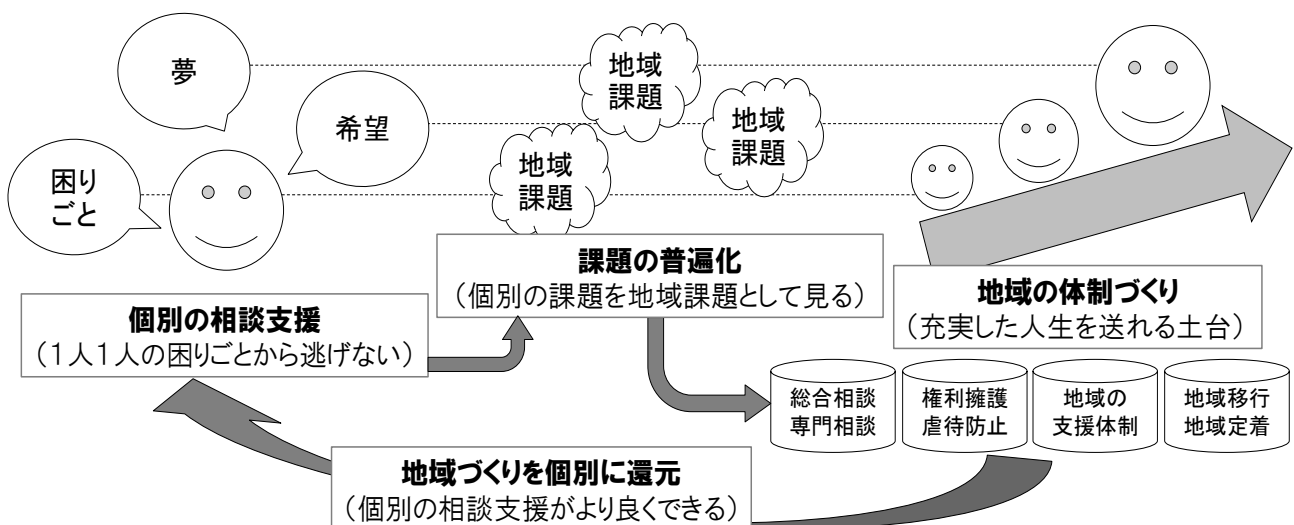 夢
希望
困り
ごと
地域
課題
地域
課題
地域
課題
課題の普遍化
（個別の課題を地域課題として見る）
個別の相談支援
（１人１人の困りごとから逃げない）
地域の体制づくり
（充実した人生を送れる土台）
総合相談
専門相談
権利擁護
虐待防止
地域の
支援体制
地域移行
地域定着
地域づくりを個別に還元
（個別の相談支援がより良くできる）